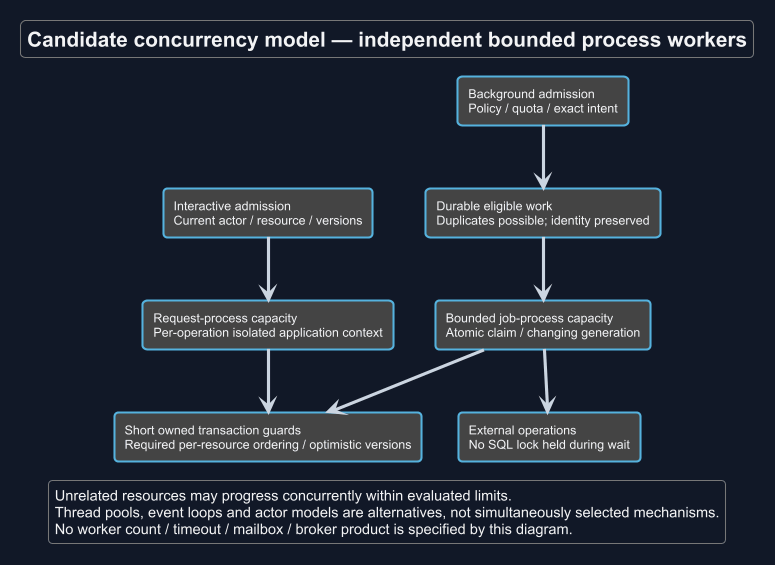 Candidate concurrency model — independent bounded process workers
Background admission
Policy / quota / exact intent
Interactive admission
Current actor / resource / versions
Durable eligible work
Duplicates possible; identity preserved
Request-process capacity
Per-operation isolated application context
Bounded job-process capacity
Atomic claim / changing generation
Short owned transaction guards
Required per-resource ordering / optimistic versions
External operations
No SQL lock held during wait
Unrelated resources may progress concurrently within evaluated limits.
Thread pools, event loops and actor models are alternatives, not simultaneously selected mechanisms.
No worker count / timeout / mailbox / broker product is specified by this diagram.